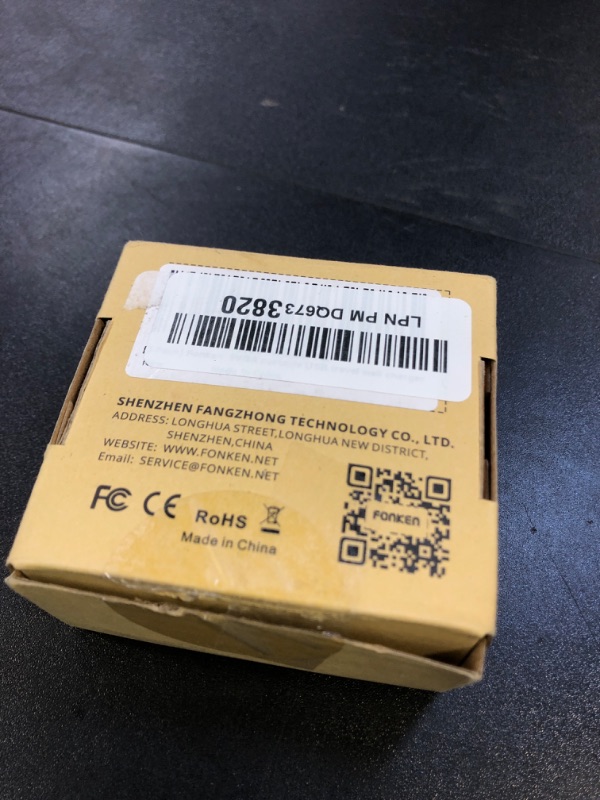 LPN PM DQ6733820
SHENZHEN FANGZHONG TECHNOLOGY CO., LTD.
ADDRESS: LONGHUA STREET,LONGHUA NEW DISTRICT,
SHENZHEN,CHINA
WEBSITE: WWW.FONKEN.NET
Email: SERVICE@FONKEN.NET
FC CE RoHS
FONKEN
Made in China